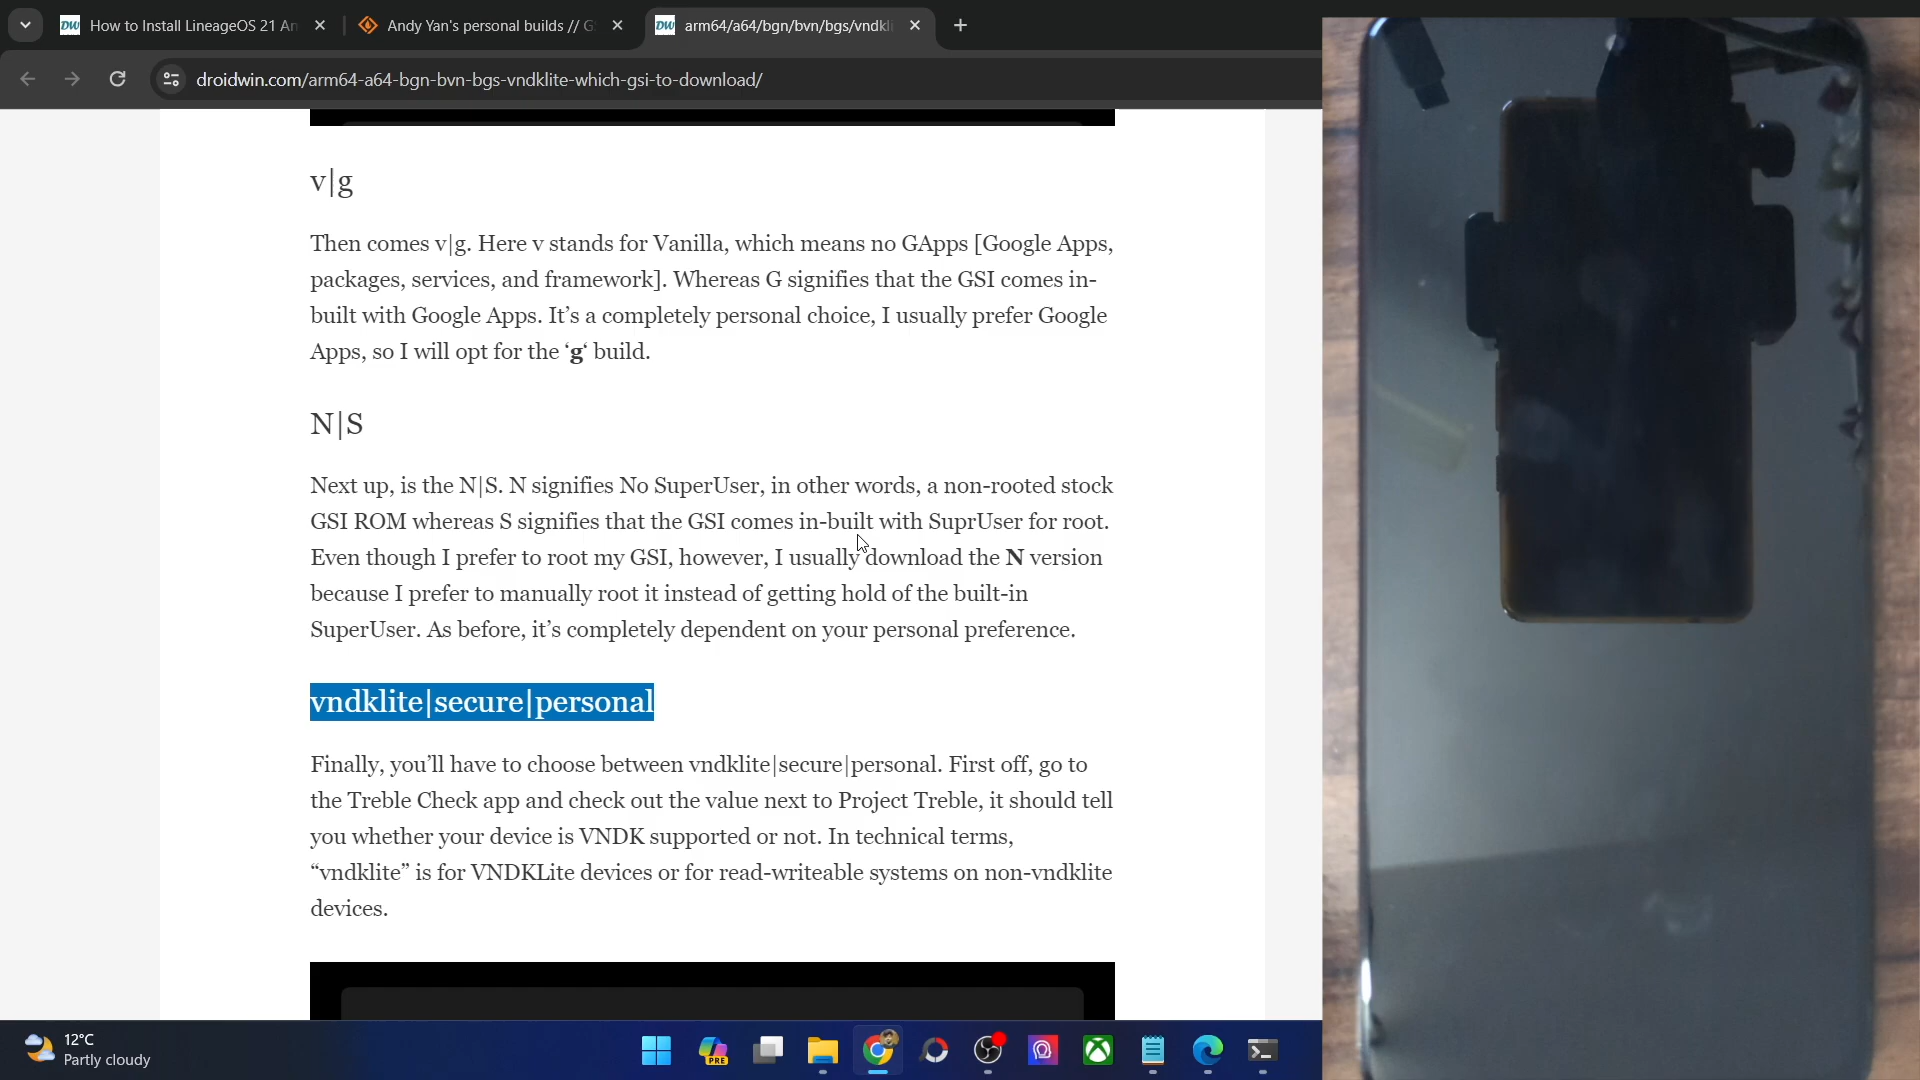 DW How to Install LineageOS 21 An
Andy Yan's personal builds // G
DW arm64/a64/bgn/bvn/bgs/vndkli
droidwin.com/arm64-a64-bgn-bvn-bgs-vndklite-which-gsi-to-download/
v|g
Then comes v|g. Here v stands for Vanilla, which means no GApps [Google Apps,
packages, services, and framework]. Whereas G signifies that the GSI comes in-
built with Google Apps. It’s a completely personal choice, I usually prefer Google
Apps, so I will opt for the ‘g‘ build.
N|S
Next up, is the N|S. N signifies No SuperUser, in other words, a non-rooted stock
GSI ROM whereas S signifies that the GSI comes in-built with SuprUser for root.
Even though I prefer to root my GSI, however, I usually download the N version
because I prefer to manually root it instead of getting hold of the built-in
SuperUser. As before, it’s completely dependent on your personal preference.
vndklite|secure|personal
Finally, you’ll have to choose between vndklite|secure|personal. First off, go to
the Treble Check app and check out the value next to Project Treble, it should tell
you whether your device is VNDK supported or not. In technical terms,
“vndklite” is for VNDKLite devices or for read-writeable systems on non-vndklite
devices.
12°C
Partly cloudy
PRE